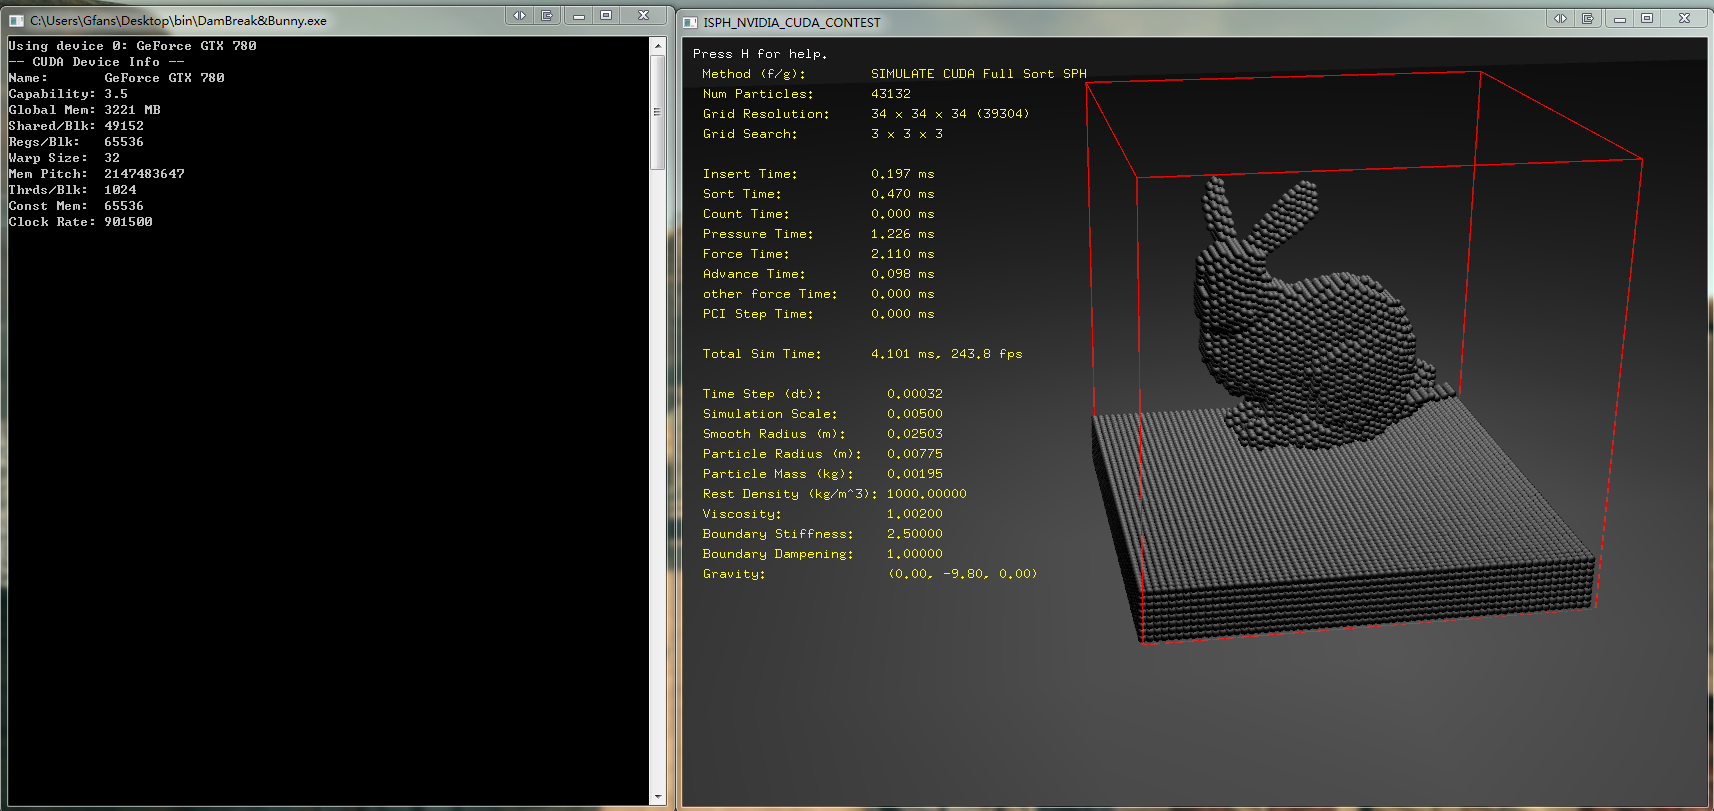 C:\Users\Gfans\Desktop\bin\DamBreak&Bunny.exe
Using device 0: GeForce GTX 780
-- CUDA Device Info --
Name: GeForce GTX 780
Capability: 3.5
Global Mem: 3221 MB
Shared/Blk: 49152
Regs/Blk: 65536
Warp Size: 32
Mem Pitch: 2147483647
Thrds/Blk: 1024
Const Mem: 65536
Clock Rate: 901500
ISPH_NVIDIA_CUDA_CONTEST
Press H for help.
Method (f/g): SIMULATE CUDA Full Sort SPH
Num Particles: 43132
Grid Resolution: 34 x 34 x 34 (39304)
Grid Search: 3 x 3 x 3
Insert Time: 0.197 ms
Sort Time: 0.470 ms
Count Time: 0.000 ms
Pressure Time: 1.226 ms
Force Time: 2.110 ms
Advance Time: 0.098 ms
other force Time: 0.000 ms
PCI Step Time: 0.000 ms
Total Sim Time: 4.101 ms, 243.8 fps
Time Step (dt): 0.00032
Simulation Scale: 0.00500
Smooth Radius (m): 0.02503
Particle Radius (m): 0.00775
Particle Mass (kg): 0.00195
Rest Density (kg/m^3): 1000.00000
Viscosity: 1.00200
Boundary Stiffness: 2.50000
Boundary Dampening: 1.00000
Gravity: (0.00, -9.80, 0.00)